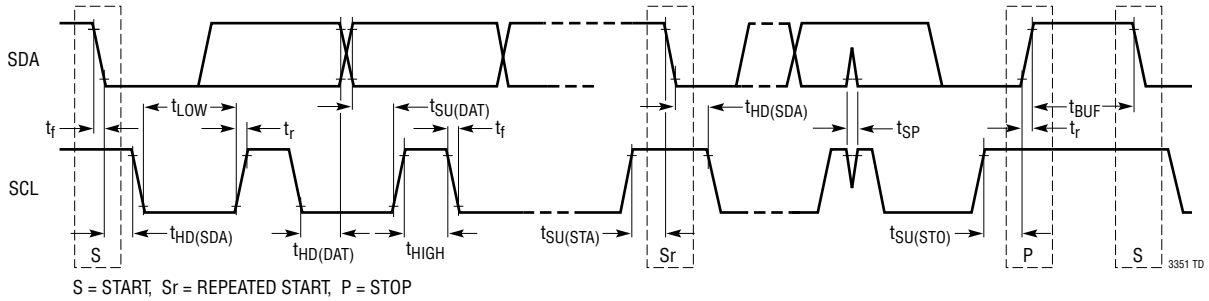 SDA
tLOW
tSU(DAT)
tHD(SDA)
tBUF
tf
tr
tf
tSP
tr
SCL
tHD(SDA)
tHD(DAT)
tHIGH
tSU(STA)
tSU(STO)
S
Sr
P
S
3351 TD
S = START, Sr = REPEATED START, P = STOP